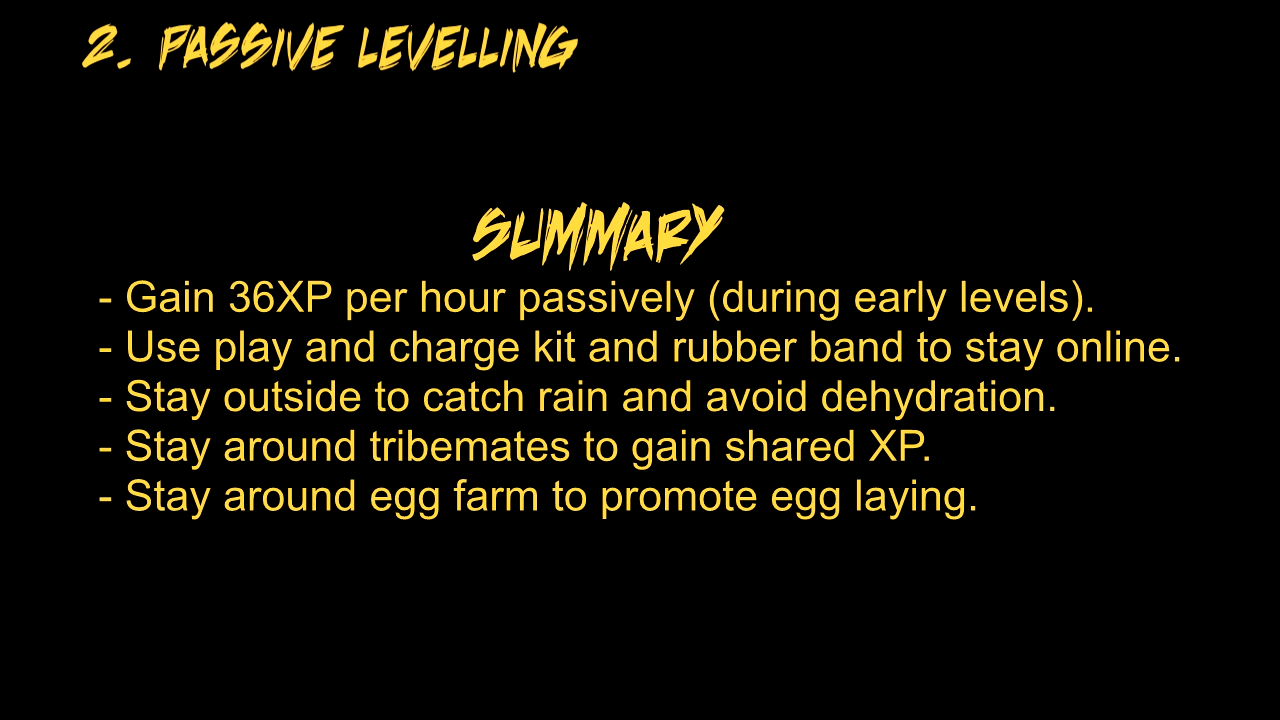 2. PASSIVE LEVELLING
SUMMARY
- Gain 36XP per hour passively (during early levels).
- Use play and charge kit and rubber band to stay online.
- Stay outside to catch rain and avoid dehydration.
- Stay around tribemates to gain shared XP.
- Stay around egg farm to promote egg laying.